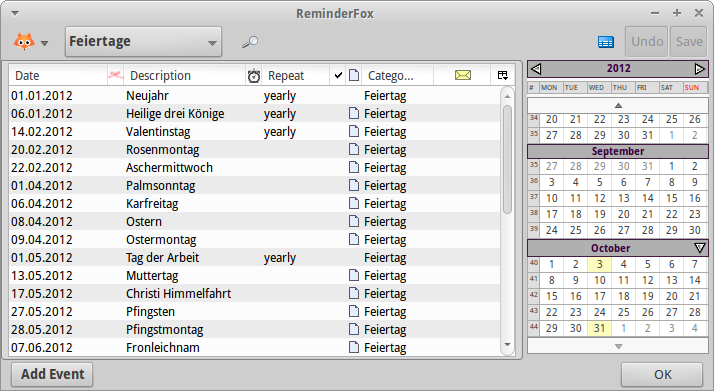 ReminderFox
Feiertage
Undo Save
Date Description Repeat Catego...
01.01.2012 Neujahr yearly Feiertag
06.01.2012 Heilige drei Könige yearly Feiertag
14.02.2012 Valentinstag yearly Feiertag
20.02.2012 Rosenmontag Feiertag
22.02.2012 Aschermittwoch Feiertag
01.04.2012 Palmsonntag Feiertag
06.04.2012 Karfreitag Feiertag
08.04.2012 Ostern Feiertag
09.04.2012 Ostermontag Feiertag
01.05.2012 Tag der Arbeit yearly Feiertag
13.05.2012 Muttertag Feiertag
17.05.2012 Christi Himmelfahrt Feiertag
27.05.2012 Pfingsten Feiertag
28.05.2012 Pfingstmontag Feiertag
07.06.2012 Fronleichnam Feiertag
2012
# MON TUE WED THU FRI SAT SUN
34 20 21 22 23 24 25 26
35 27 28 29 30 31 1 2
September
35 27 28 29 30 31 1 2
36 3 4 5 6 7 8 9
37 10 11 12 13 14 15 16
38 17 18 19 20 21 22 23
39 24 25 26 27 28 29 30
October
40 1 2 3 4 5 6 7
41 8 9 10 11 12 13 14
42 15 16 17 18 19 20 21
43 22 23 24 25 26 27 28
44 29 30 31 1 2 3 4
Add Event
OK